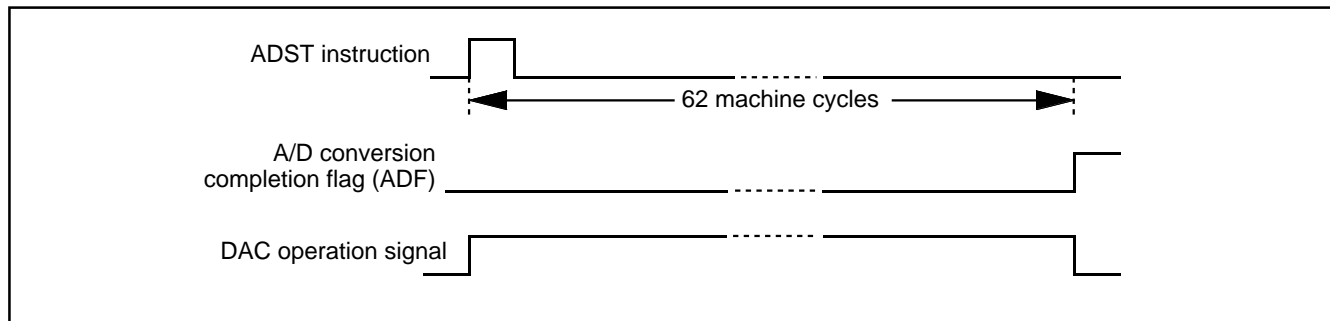 ADST instruction
62 machine cycles
A/D conversion
completion flag (ADF)
DAC operation signal